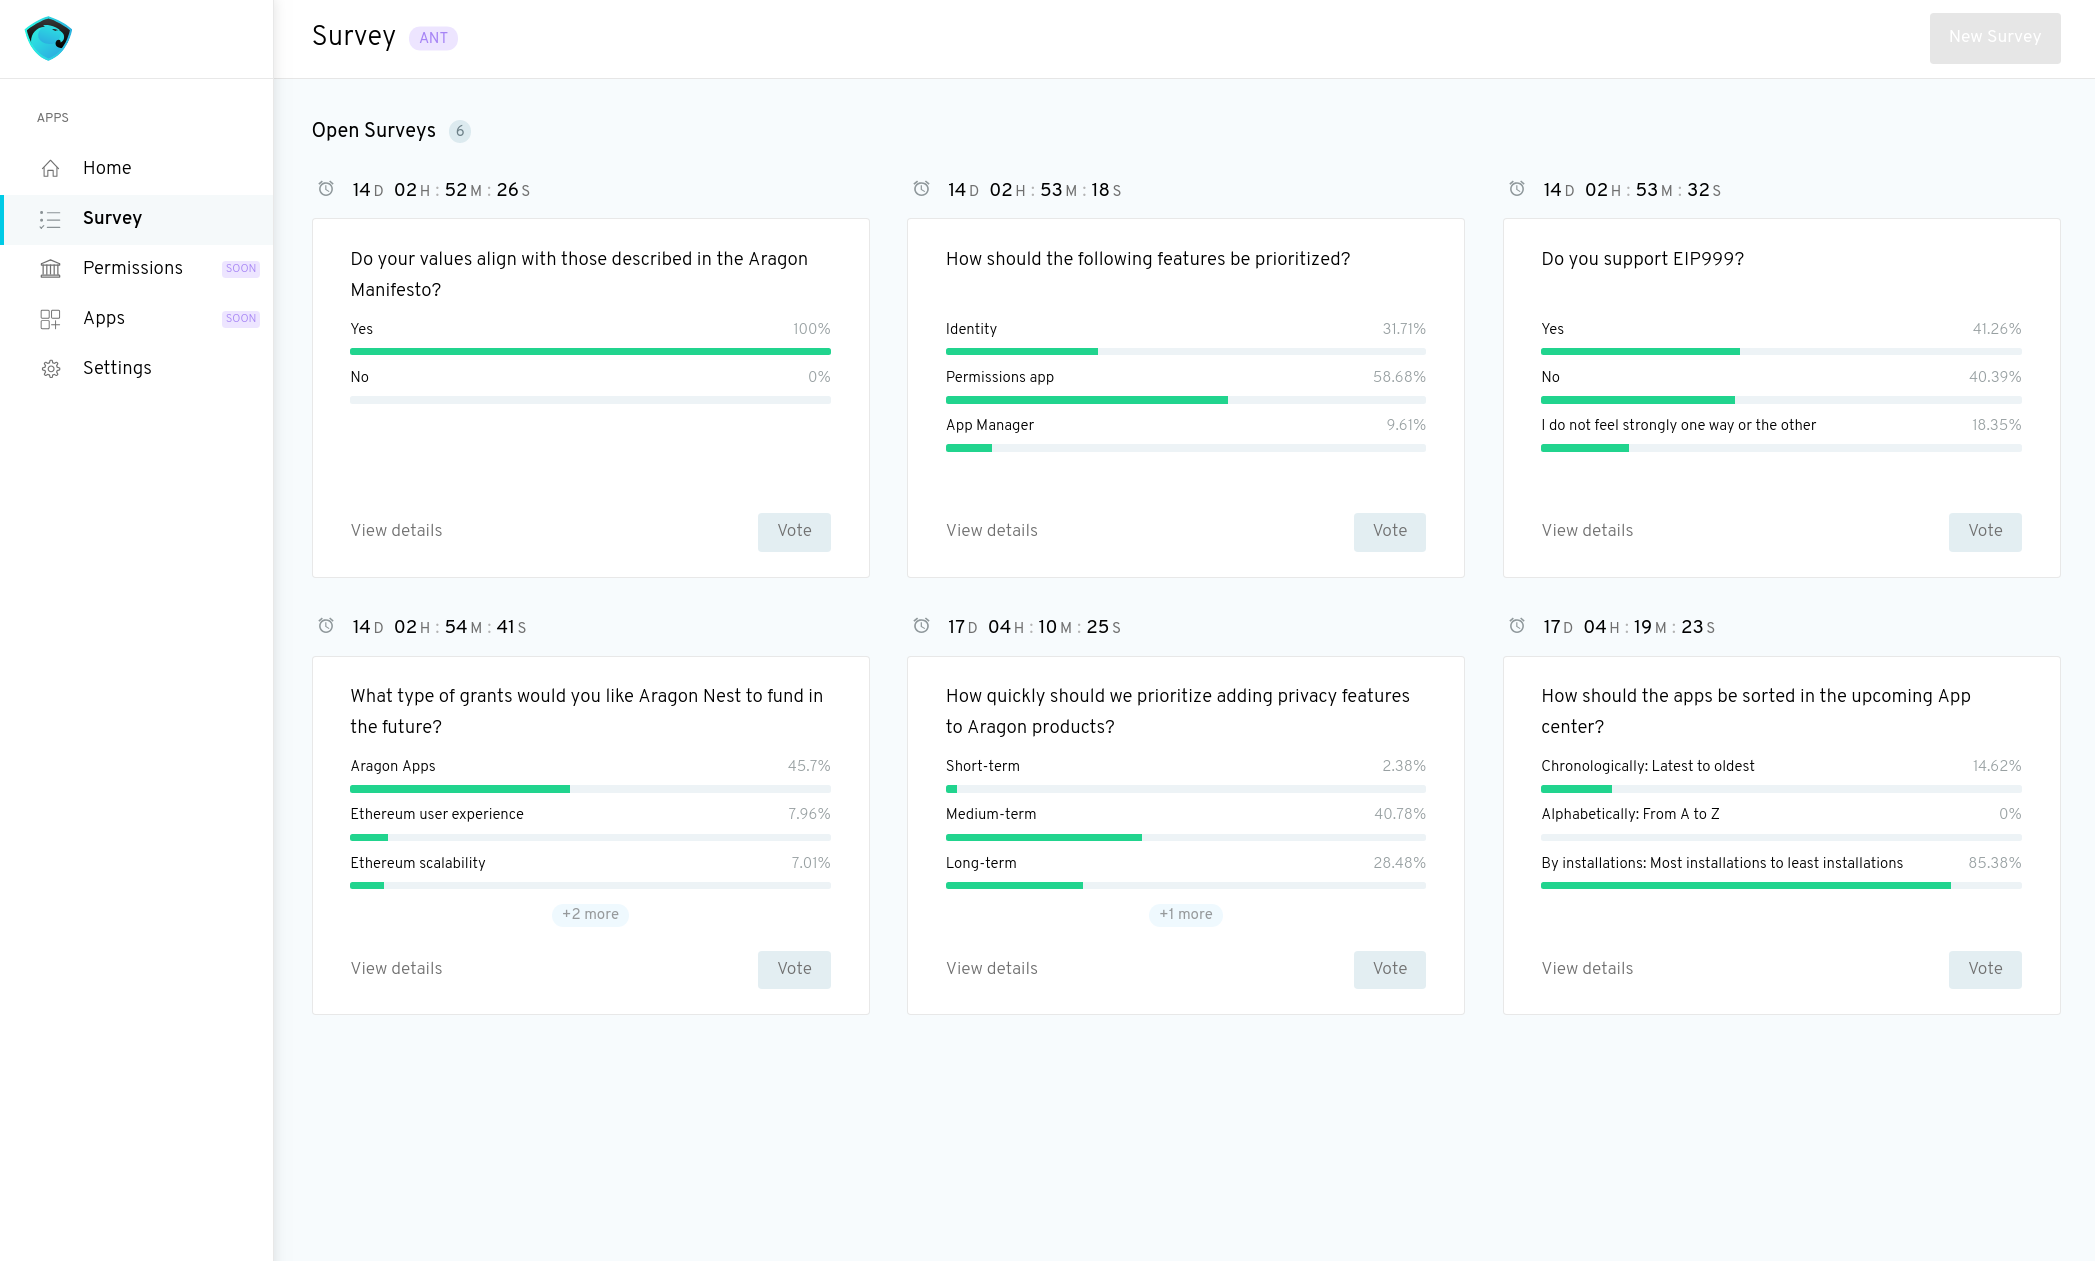 Survey ANT
New Survey
APPS
Home
Survey
Permissions SOON
Apps SOON
Settings
Open Surveys 6
14 D 02 H : 52 M : 26 S
Do your values align with those described in the Aragon
Manifesto?
Yes 100%
No 0%
View details Vote
14 D 02 H : 53 M : 18 S
How should the following features be prioritized?
Identity 31.71%
Permissions app 58.68%
App Manager 9.61%
View details Vote
14 D 02 H : 53 M : 32 S
Do you support EIP999?
Yes 41.26%
No 40.39%
I do not feel strongly one way or the other 18.35%
View details Vote
14 D 02 H : 54 M : 41 S
What type of grants would you like Aragon Nest to fund in
the future?
Aragon Apps 45.7%
Ethereum user experience 7.96%
Ethereum scalability 7.01%
+2 more
View details Vote
17 D 04 H : 10 M : 25 S
How quickly should we prioritize adding privacy features
to Aragon products?
Short-term 2.38%
Medium-term 40.78%
Long-term 28.48%
+1 more
View details Vote
17 D 04 H : 19 M : 23 S
How should the apps be sorted in the upcoming App
center?
Chronologically: Latest to oldest 14.62%
Alphabetically: From A to Z 0%
By installations: Most installations to least installations 85.38%
View details Vote